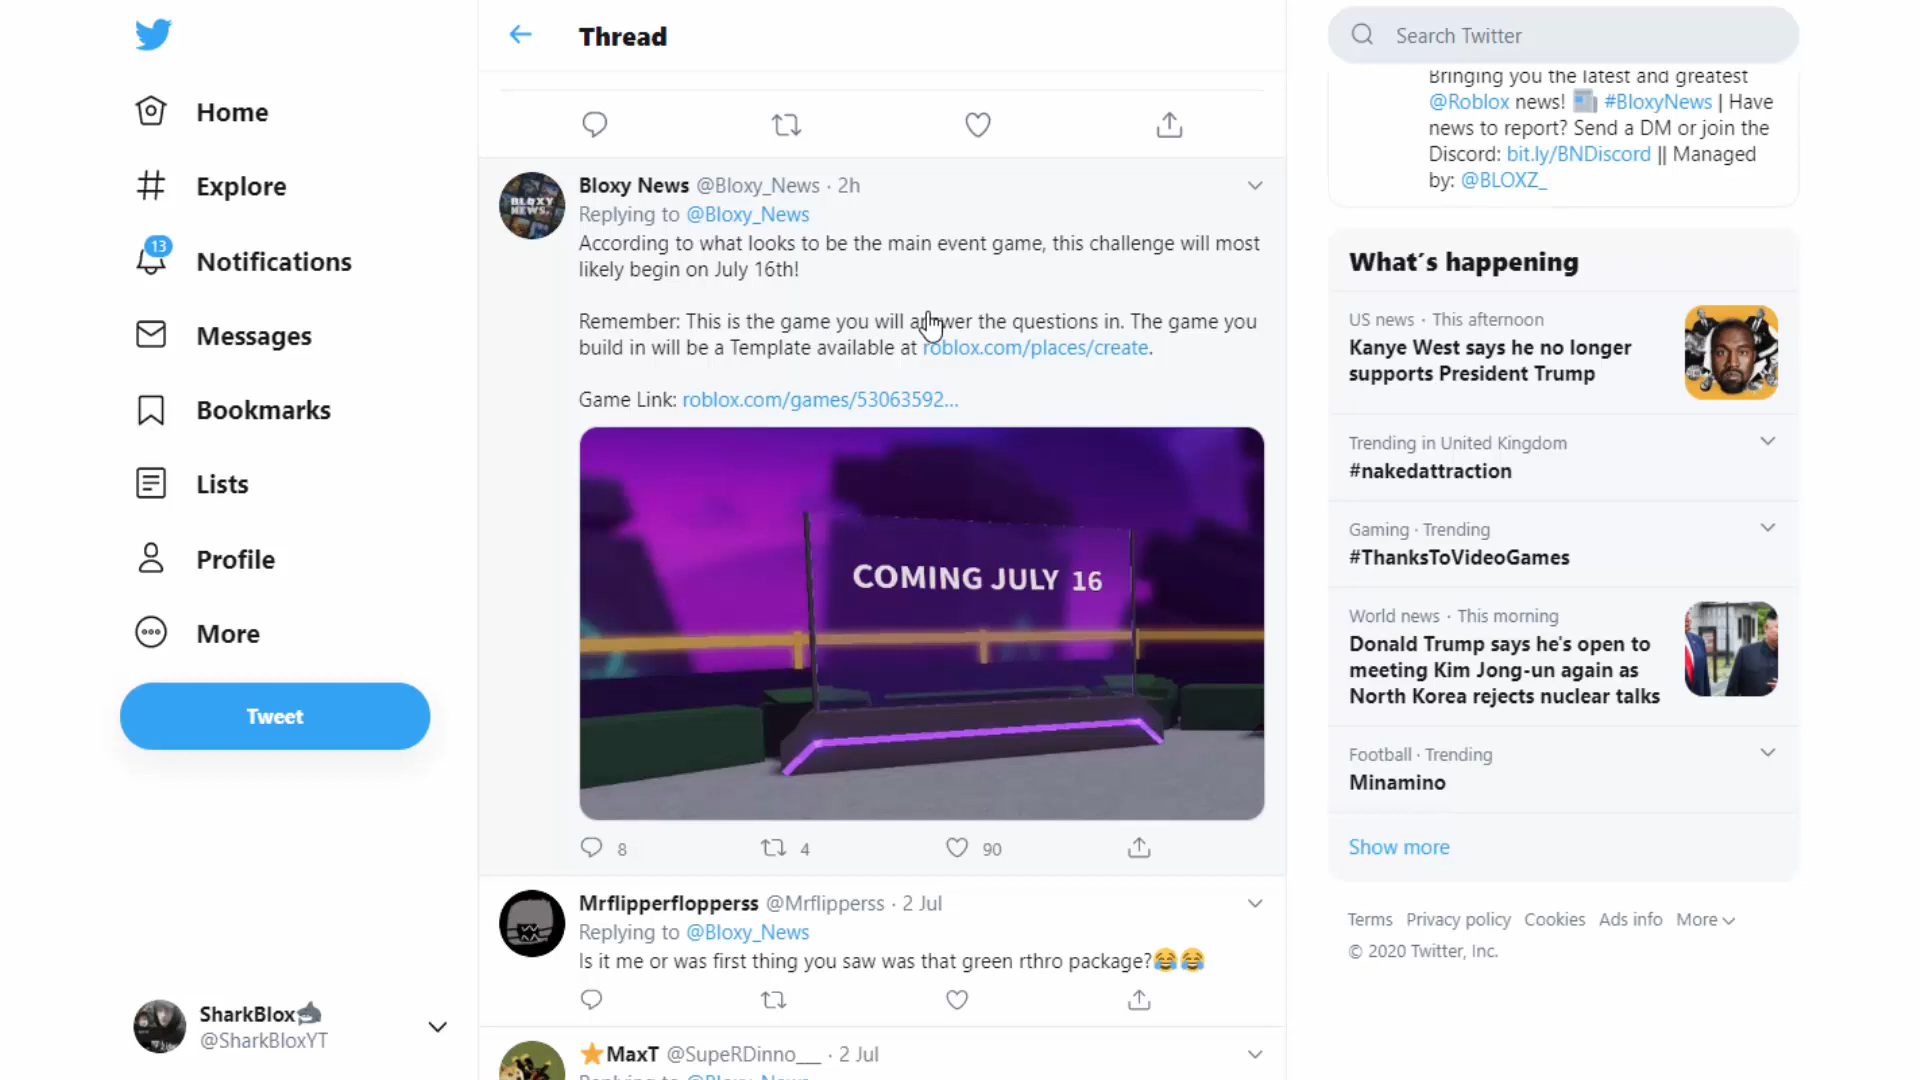 Home
Explore
13
Notifications
Messages
Bookmarks
Lists
Profile
More
Tweet
SharkBlox🦈
@SharkBloxYT
Thread
Bloxy News @Bloxy_News · 2h
Replying to @Bloxy_News
According to what looks to be the main event game, this challenge will most
likely begin on July 16th!
Remember: This is the game you will answer the questions in. The game you
build in will be a Template available at roblox.com/places/create.
Game Link: roblox.com/games/53063592...
BLOXY
NEWS
COMING JULY 16
8
4
90
Mrflipperflopperss @Mrflipperss · 2 Jul
Replying to @Bloxy_News
Is it me or was first thing you saw was that green rthro package?😂😂
⭐MaxT @SupeRDinno___ · 2 Jul
Replying to @Bloxy_News
Search Twitter
Bringing you the latest and greatest
@Roblox news! 📰 #BloxyNews | Have
news to report? Send a DM or join the
Discord: bit.ly/BNDiscord || Managed
by: @BLOXZ_
What's happening
US news · This afternoon
Kanye West says he no longer
supports President Trump
Trending in United Kingdom
#nakedattraction
Gaming · Trending
#ThanksToVideoGames
World news · This morning
Donald Trump says he's open to
meeting Kim Jong-un again as
North Korea rejects nuclear talks
Football · Trending
Minamino
Show more
Terms Privacy policy Cookies Ads info More
© 2020 Twitter, Inc.